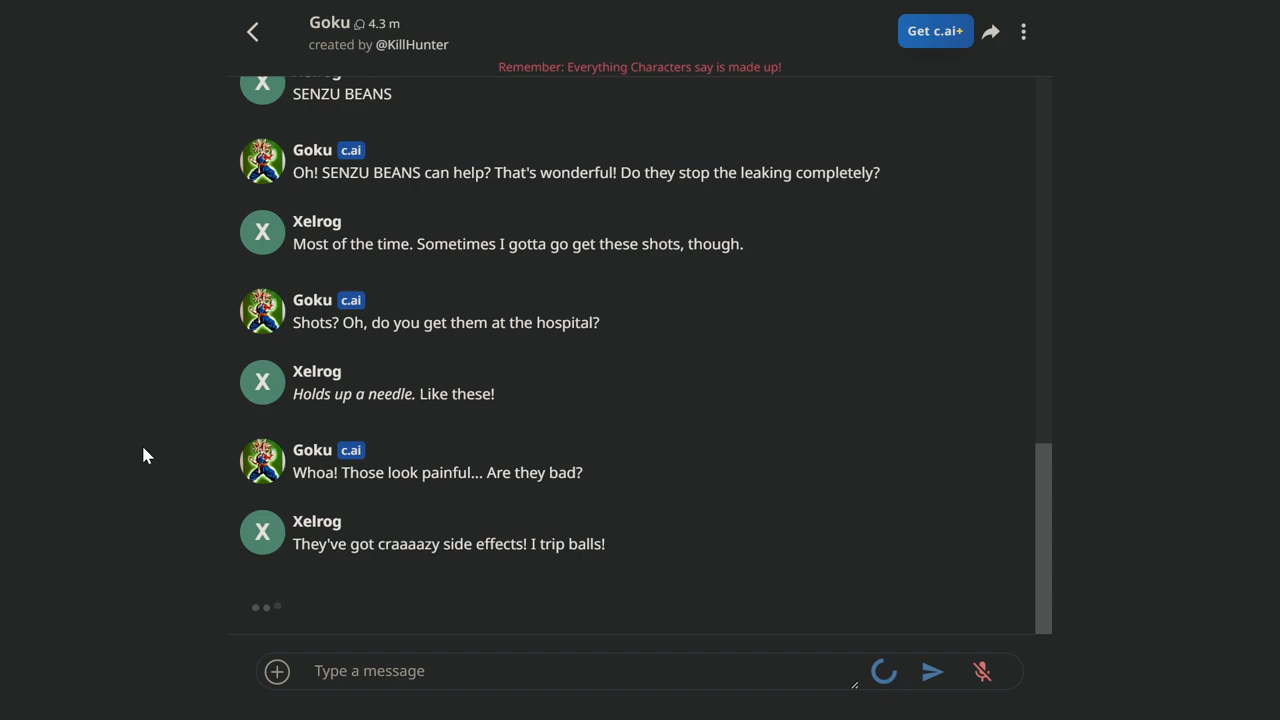 Goku 4.3 m
Get c.ai+
created by @KillHunter
Remember: Everything Characters say is made up!
X
SENZU BEANS
Goku c.ai
Oh! SENZU BEANS can help? That's wonderful! Do they stop the leaking completely?
X
Xelrog
Most of the time. Sometimes I gotta go get these shots, though.
Goku c.ai
Shots? Oh, do you get them at the hospital?
X
Xelrog
Holds up a needle. Like these!
Goku c.ai
Whoa! Those look painful... Are they bad?
X
Xelrog
They've got craaaazy side effects! I trip balls!
Type a message